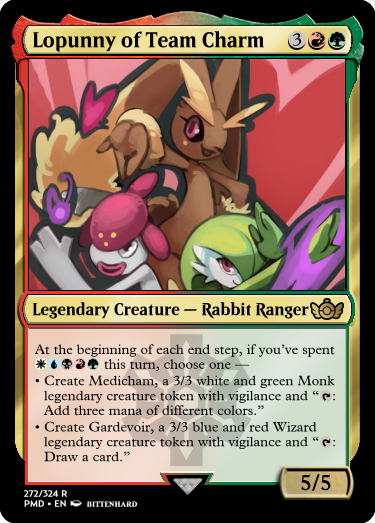 Lopunny of Team Charm 3
Legendary Creature — Rabbit Ranger
At the beginning of each end step, if you've spent
this turn, choose one —
• Create Medicham, a 3/3 white and green Monk
legendary creature token with vigilance and “:
Add three mana of different colors.”
• Create Gardevoir, a 3/3 blue and red Wizard
legendary creature token with vigilance and “:
Draw a card.”
5/5
272/324 R
PMD • EN BITTENHARD